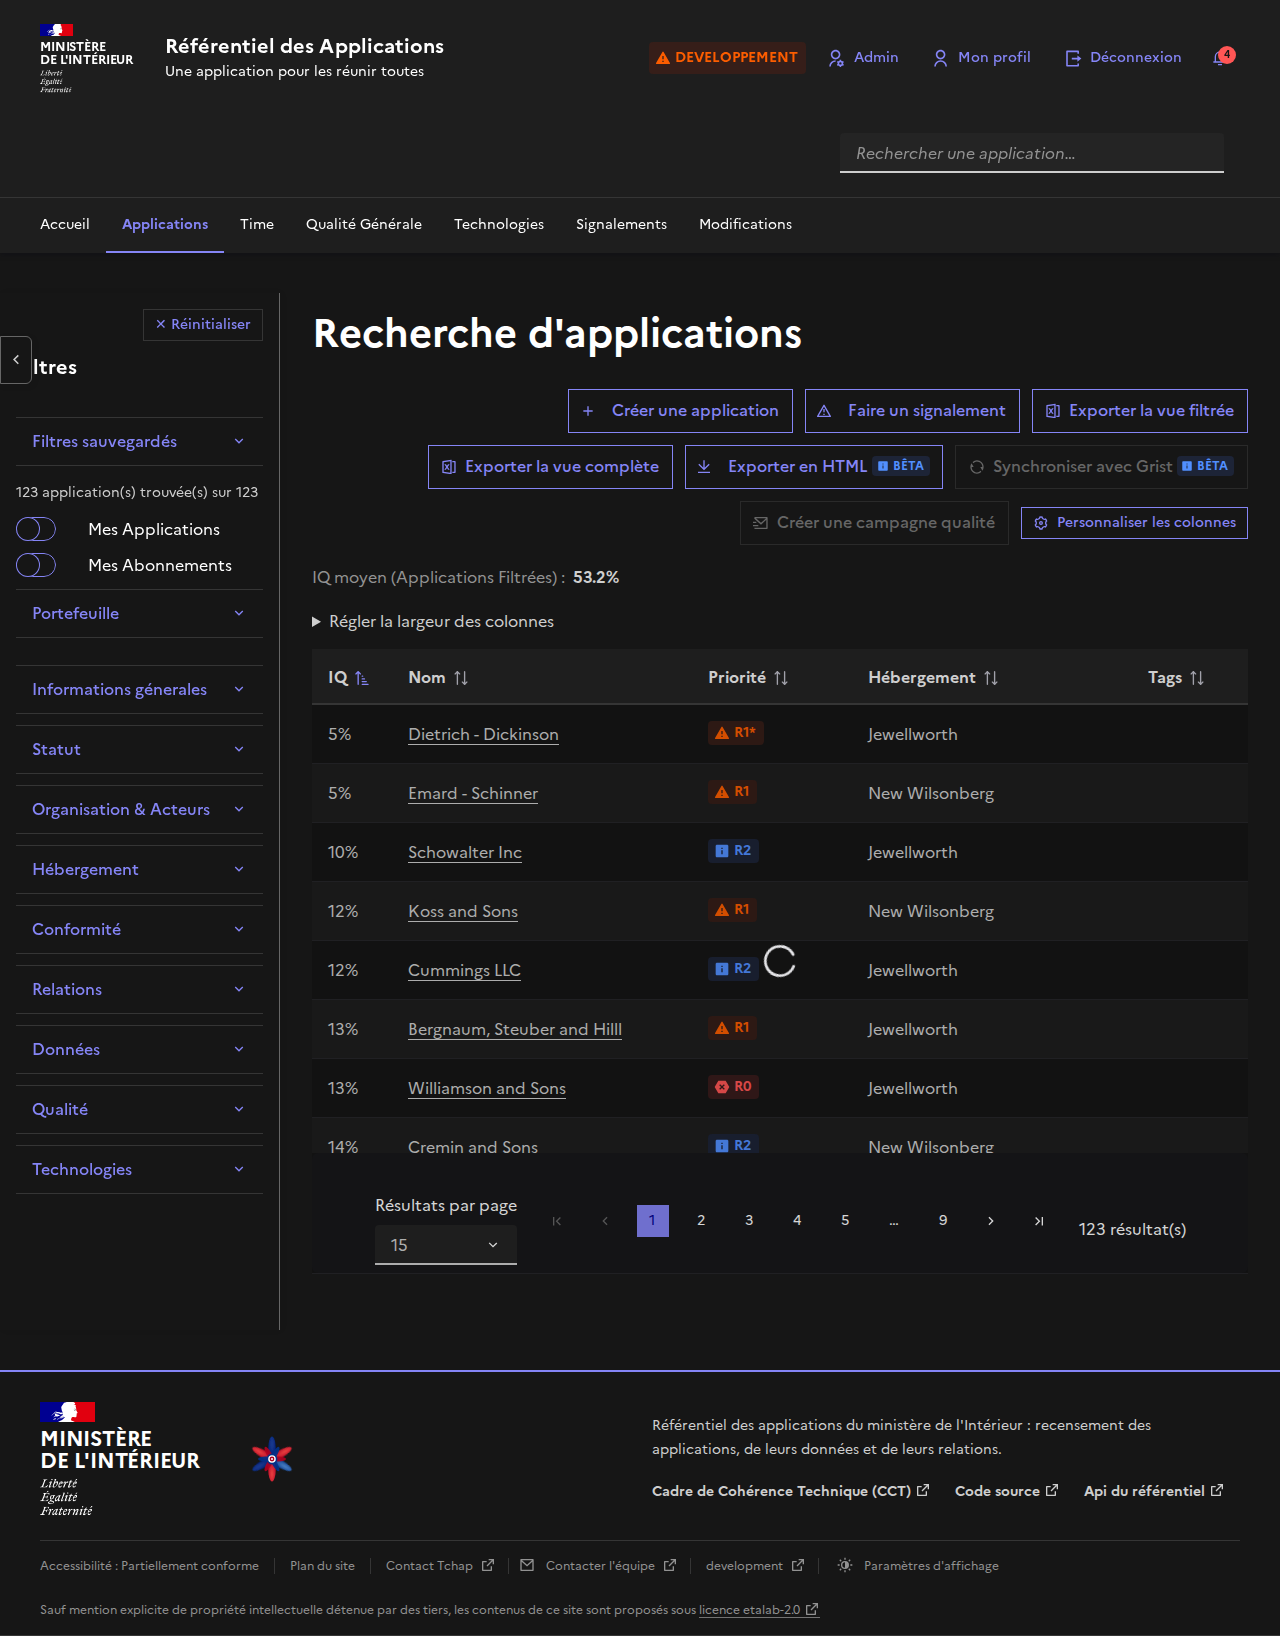 MINISTÈRE
DE L'INTÉRIEUR
Liberté
Égalité
Fraternité
Référentiel des Applications
Une application pour les réunir toutes
DEVELOPPEMENT
Admin
Mon profil
Déconnexion
4
Rechercher une application...
Accueil
Applications
Time
Qualité Générale
Technologies
Signalements
Modifications
Réinitialiser
ltres
Filtres sauvegardés
123 application(s) trouvée(s) sur 123
Mes Applications
Mes Abonnements
Portefeuille
Informations génerales
Statut
Organisation & Acteurs
Hébergement
Conformité
Relations
Données
Qualité
Technologies
Recherche d'applications
Créer une application
Faire un signalement
Exporter la vue filtrée
Exporter la vue complète
Exporter en HTML BÊTA
Synchroniser avec Grist BÊTA
Créer une campagne qualité
Personnaliser les colonnes
IQ moyen (Applications Filtrées) : 53.2%
Régler la largeur des colonnes
IQ Nom Priorité Hébergement Tags
5% Dietrich - Dickinson R1* Jewellworth
5% Emard - Schinner R1 New Wilsonberg
10% Schowalter Inc R2 Jewellworth
12% Koss and Sons R1 New Wilsonberg
12% Cummings LLC R2 Jewellworth
13% Bergnaum, Steuber and Hilll R1 Jewellworth
13% Williamson and Sons R0 Jewellworth
14% Cremin and Sons R2 New Wilsonberg
Résultats par page
15
1 2 3 4 5 ... 9
123 résultat(s)
MINISTÈRE
DE L'INTÉRIEUR
Liberté
Égalité
Fraternité
Référentiel des applications du ministère de l'Intérieur : recensement des
applications, de leurs données et de leurs relations.
Cadre de Cohérence Technique (CCT)
Code source
Api du référentiel
Accessibilité : Partiellement conforme
Plan du site
Contact Tchap
Contacter l'équipe
development
Paramètres d'affichage
Sauf mention explicite de propriété intellectuelle détenue par des tiers, les contenus de ce site sont proposés sous licence etalab-2.0